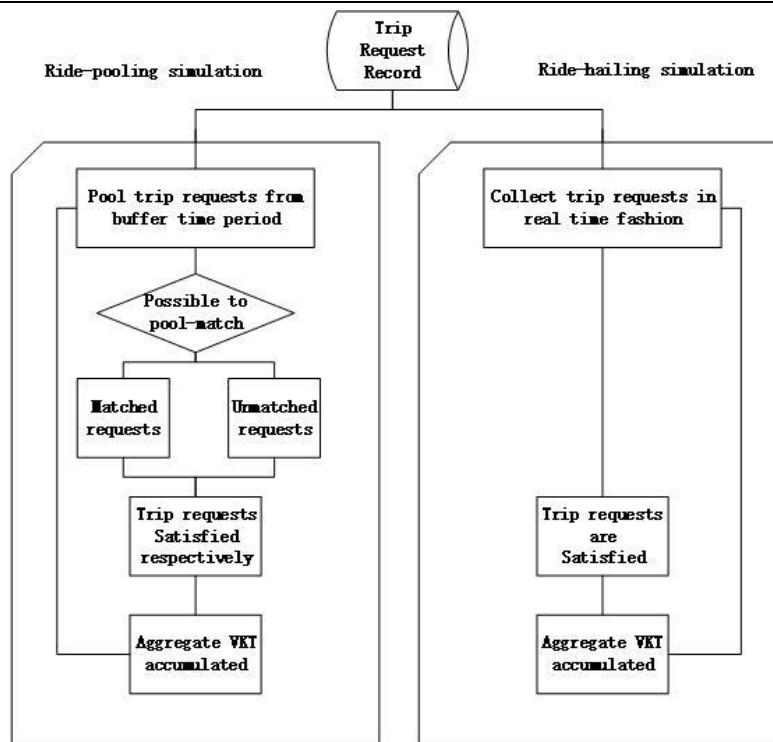 Trip
Request
Record
Ride-pooling simulation
Ride-hailing simulation
Pool trip requests from
buffer time period
Collect trip requests in
real time fashion
Possible to
pool-match
Matched
requests
Unmatched
requests
Trip requests
Satisfied
respectively
Trip requests
are
Satisfied
Aggregate VKT
accumulated
Aggregate VKT
accumulated